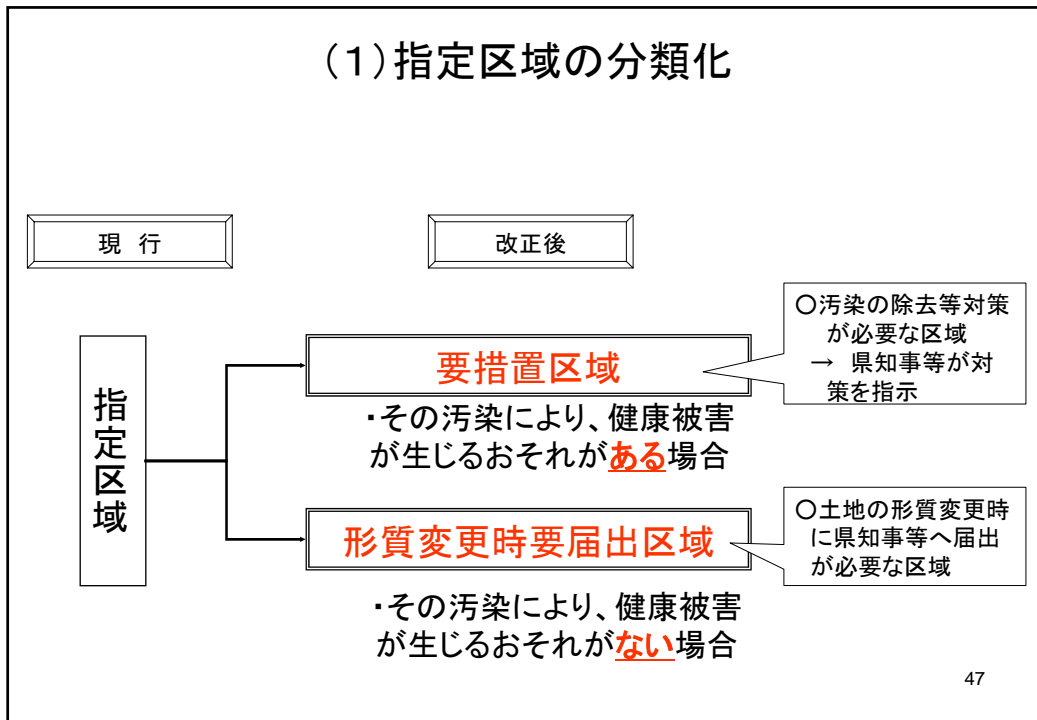 （１）指定区域の分類化
現 行
改正後
指定区域
要措置区域
・その汚染により、健康被害
が生じるおそれがある場合
○汚染の除去等対策
が必要な区域
→ 県知事等が対
策を指示
形質変更時要届出区域
・その汚染により、健康被害
が生じるおそれがない場合
○土地の形質変更時
に県知事等へ届出
が必要な区域
47